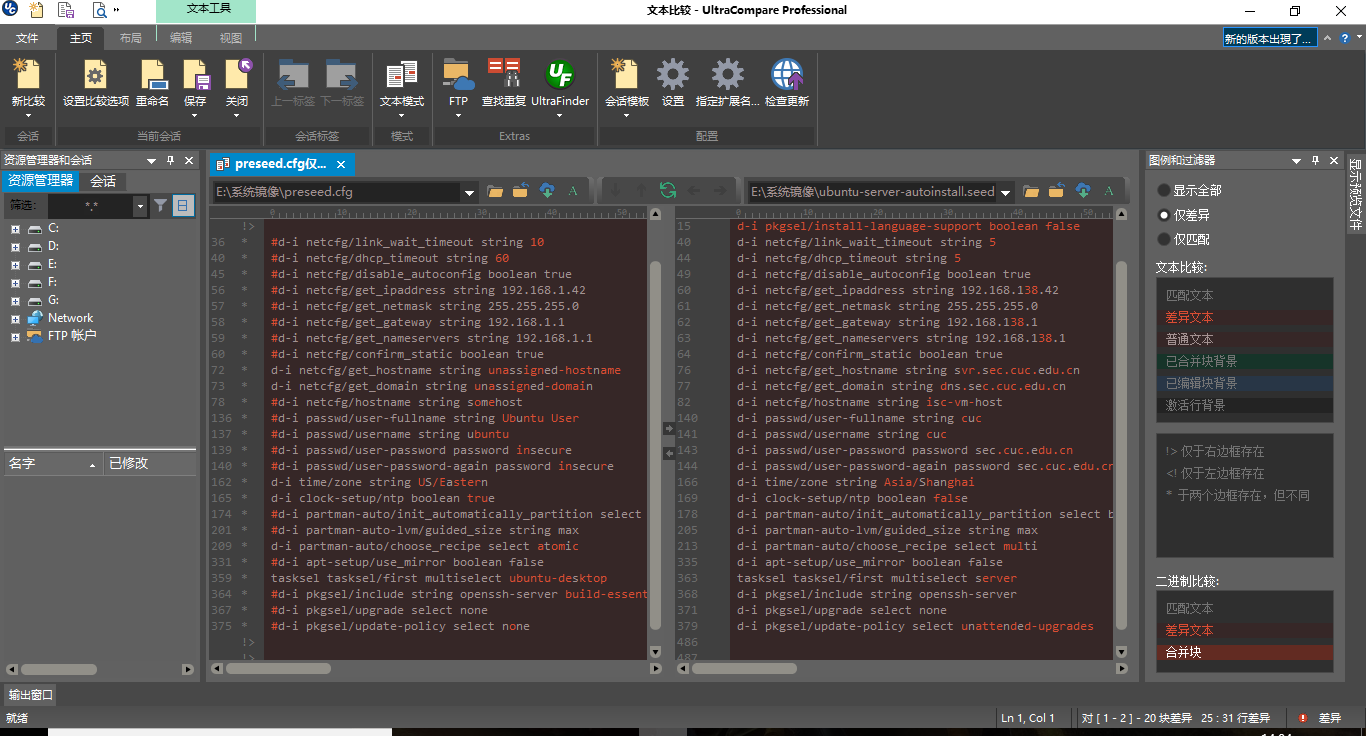 文本工具
文本比较 - UltraCompare Professional
文件 主页 布局 编辑 视图
新的版本出現了...
新比较 设置比较选项 重命名 保存 关闭 上一标签 下一标签 文本模式 FTP 查找重复 UltraFinder 会话模板 设置 指定扩展名... 检查更新
会话 当前会话 会话标签 模式 Extras 配置
资源管理器和会话
资源管理器 会话
筛选: *.*
C:
D:
E:
F:
G:
Network
FTP 帐户
名字 已修改
preseed.cfg仅...
E:\系统镜像\preseed.cfg
0 10 20 30 40 50
!>
36 * #d-i netcfg/link_wait_timeout string 10
40 * #d-i netcfg/dhcp_timeout string 60
45 * #d-i netcfg/disable_autoconfig boolean true
56 * #d-i netcfg/get_ipaddress string 192.168.1.42
57 * #d-i netcfg/get_netmask string 255.255.255.0
58 * #d-i netcfg/get_gateway string 192.168.1.1
59 * #d-i netcfg/get_nameservers string 192.168.1.1
60 * #d-i netcfg/confirm_static boolean true
72 * d-i netcfg/get_hostname string unassigned-hostname
73 * d-i netcfg/get_domain string unassigned-domain
78 * #d-i netcfg/hostname string somehost
136 * #d-i passwd/user-fullname string Ubuntu User
137 * #d-i passwd/username string ubuntu
139 * #d-i passwd/user-password password insecure
140 * #d-i passwd/user-password-again password insecure
162 * d-i time/zone string US/Eastern
165 * d-i clock-setup/ntp boolean true
174 * #d-i partman-auto/init_automatically_partition select
201 * #d-i partman-auto-lvm/guided_size string max
209 * d-i partman-auto/choose_recipe select atomic
331 * #d-i apt-setup/use_mirror boolean false
359 * tasksel tasksel/first multiselect ubuntu-desktop
364 * #d-i pkgsel/include string openssh-server build-essent
367 * #d-i pkgsel/upgrade select none
375 * #d-i pkgsel/update-policy select none
!>
!>
E:\系统镜像\ubuntu-server-autoinstall.seed
0 10 20 30 40 50
15 d-i pkgsel/install-language-support boolean false
40 d-i netcfg/link_wait_timeout string 5
44 d-i netcfg/dhcp_timeout string 5
49 d-i netcfg/disable_autoconfig boolean true
60 d-i netcfg/get_ipaddress string 192.168.138.42
61 d-i netcfg/get_netmask string 255.255.255.0
62 d-i netcfg/get_gateway string 192.168.138.1
63 d-i netcfg/get_nameservers string 192.168.138.1
64 d-i netcfg/confirm_static boolean true
76 d-i netcfg/get_hostname string svr.sec.cuc.edu.cn
77 d-i netcfg/get_domain string dns.sec.cuc.edu.cn
82 d-i netcfg/hostname string isc-vm-host
140 d-i passwd/user-fullname string cuc
141 d-i passwd/username string cuc
143 d-i passwd/user-password password sec.cuc.edu.cn
144 d-i passwd/user-password-again password sec.cuc.edu.cn
166 d-i time/zone string Asia/Shanghai
169 d-i clock-setup/ntp boolean false
178 d-i partman-auto/init_automatically_partition select b
205 d-i partman-auto-lvm/guided_size string max
213 d-i partman-auto/choose_recipe select multi
335 d-i apt-setup/use_mirror boolean false
363 tasksel tasksel/first multiselect server
368 d-i pkgsel/include string openssh-server
371 d-i pkgsel/upgrade select none
379 d-i pkgsel/update-policy select unattended-upgrades
486
487
图例和过滤器
显示全部
仅差异
仅匹配
文本比较:
匹配文本
差异文本
普通文本
已合并块背景
已编辑块背景
激活行背景
!> 仅于右边框存在
<! 仅于左边框存在
* 于两个边框存在，但不同
二进制比较:
匹配文本
差异文本
合并块
显示预览文件
输出窗口
就绪
Ln 1, Col 1 对 [ 1 - 2 ] - 20 块差异 25 : 31 行差异 差异